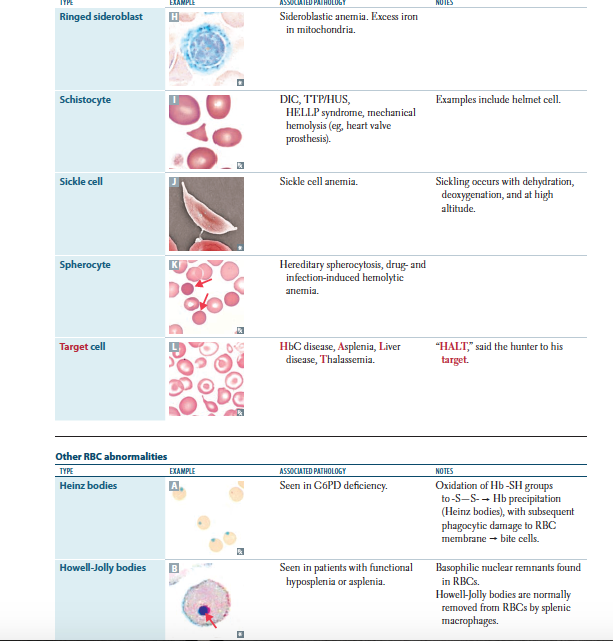 TYPE EXAMPLE ASSOCIATED PATHOLOGY NOTES
Ringed sideroblast H Sideroblastic anemia. Excess iron
in mitochondria.
Schistocyte I DIC, TTP/HUS, Examples include helmet cell.
HELLP syndrome, mechanical
hemolysis (eg, heart valve
prosthesis).
Sickle cell J Sickle cell anemia. Sickling occurs with dehydration,
deoxygenation, and at high
altitude.
Spherocyte K Hereditary spherocytosis, drug- and
infection-induced hemolytic
anemia.
Target cell L HbC disease, Asplenia, Liver "HALT," said the hunter to his
disease, Thalassemia. target.
Other RBC abnormalities
TYPE EXAMPLE ASSOCIATED PATHOLOGY NOTES
Heinz bodies A Seen in G6PD deficiency. Oxidation of Hb -SH groups
to -S—S- → Hb precipitation
(Heinz bodies), with subsequent
phagocytic damage to RBC
membrane → bite cells.
Howell-Jolly bodies B Seen in patients with functional Basophilic nuclear remnants found
hyposplenia or asplenia. in RBCs.
Howell-Jolly bodies are normally
removed from RBCs by splenic
macrophages.